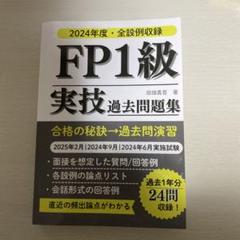 2024年度・全設例収録
FP1級
実技過去問題集
著
合格の秘訣→過去問演習
2025年2月|2024年9月|2024年6月実施試験
・面接を想定した質問/回答例
・各設例の論点リスト
・会話形式の回答例
直近の頻出論点がわかる
過去1年分
24問
収録!